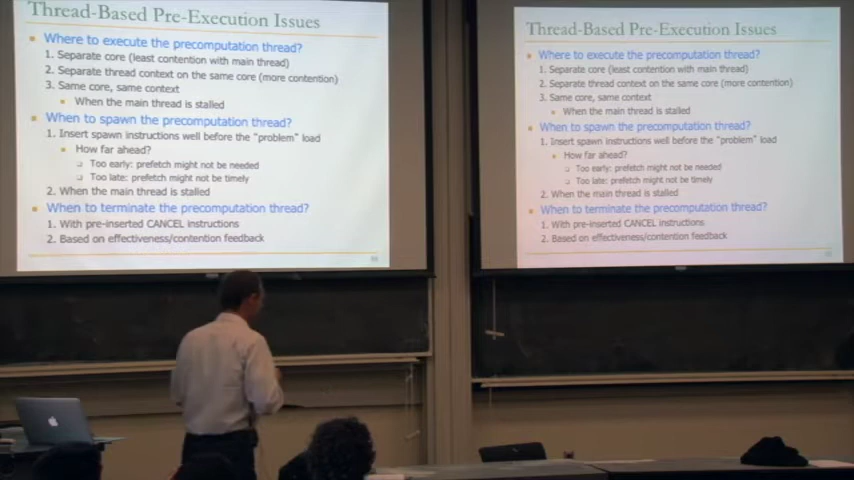 Thread-Based Pre-Execution Issues
Where to execute the precomputation thread?
1. Separate core (least contention with main thread)
2. Separate thread context on the same core (more contention)
3. Same core, same context
When the main thread is stalled
When to spawn the precomputation thread?
1. Insert spawn instructions well before the "problem" load
How far ahead?
Too early: prefetch might not be needed
Too late: prefetch might not be timely
2. When the main thread is stalled
When to terminate the precomputation thread?
1. With pre-inserted CANCEL instructions
2. Based on effectiveness/contention feedback
Thread-Based Pre-Execution Issues
Where to execute the precomputation thread?
1. Separate core (least contention with main thread)
2. Separate thread context on the same core (more contention)
3. Same core, same context
When the main thread is stalled
When to spawn the precomputation thread?
1. Insert spawn instructions well before the "problem" load
How far ahead?
Too early: prefetch might not be needed
Too late: prefetch might not be timely
2. When the main thread is stalled
When to terminate the precomputation thread?
1. With pre-inserted CANCEL instructions
2. Based on effectiveness/contention feedback